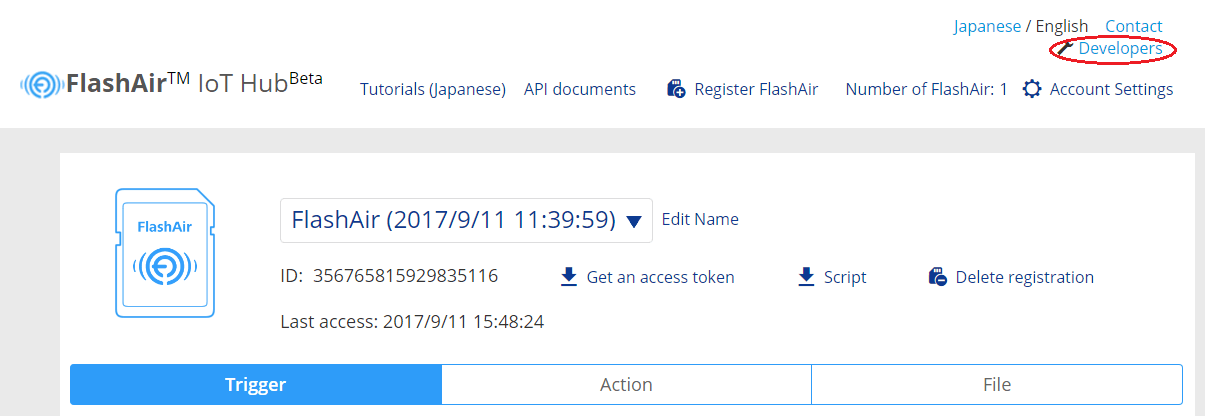 Japanese / English Contact
Developers
FlashAir™ IoT Hub Beta
Tutorials (Japanese) API documents Register FlashAir Number of FlashAir: 1 Account Settings
FlashAir
FlashAir (2017/9/11 11:39:59) Edit Name
ID: 356765815929835116 Get an access token Script Delete registration
Last access: 2017/9/11 15:48:24
Trigger Action File